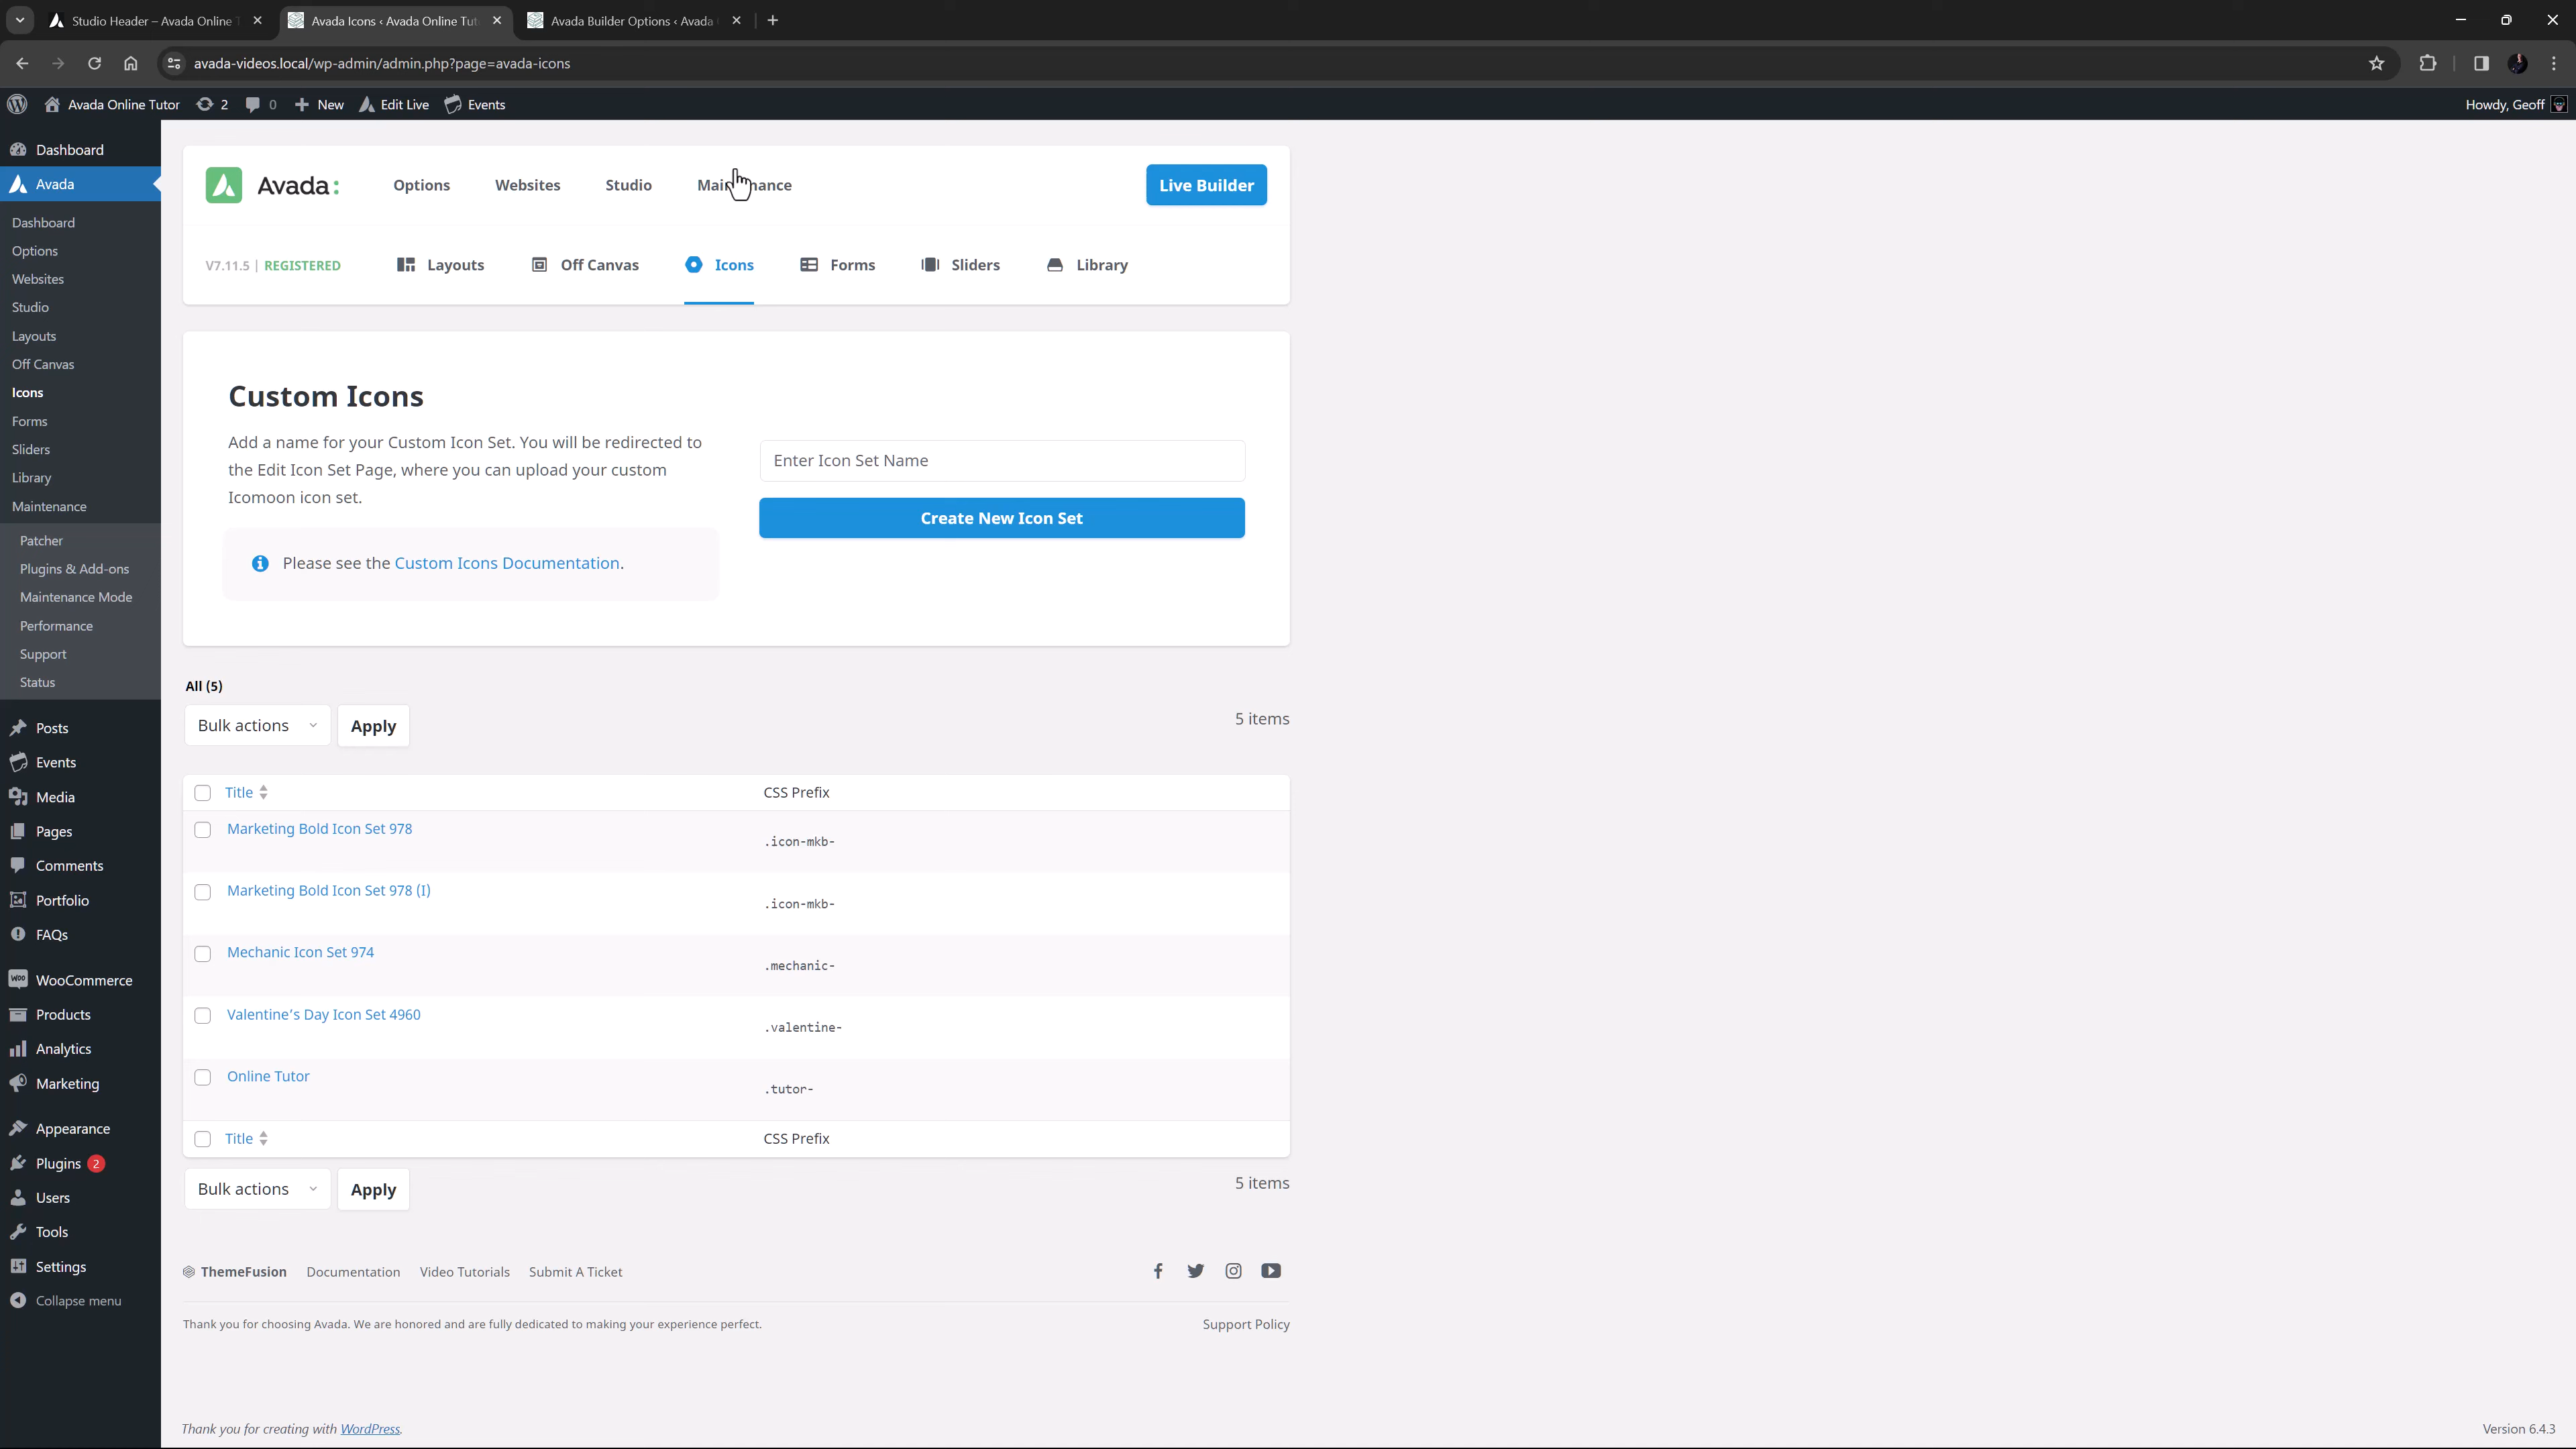 Studio Header – Avada Online
Avada Icons ‹ Avada Online Tut
Avada Builder Options ‹ Avada
avada-videos.local/wp-admin/admin.php?page=avada-icons
Avada Online Tutor
2
0
New
Edit Live
Events
Howdy, Geoff
Dashboard
Avada
Dashboard
Options
Websites
Studio
Layouts
Off Canvas
Icons
Forms
Sliders
Library
Maintenance
Patcher
Plugins & Add-ons
Maintenance Mode
Performance
Support
Status
Posts
Events
Media
Pages
Comments
Portfolio
FAQs
WooCommerce
Products
Analytics
Marketing
Appearance
Plugins 2
Users
Tools
Settings
Collapse menu
Avada:
Options
Websites
Studio
Maintenance
Live Builder
V7.11.5 | REGISTERED
Layouts
Off Canvas
Icons
Forms
Sliders
Library
Custom Icons
Add a name for your Custom Icon Set. You will be redirected to
the Edit Icon Set Page, where you can upload your custom
Icomoon icon set.
Please see the Custom Icons Documentation.
Enter Icon Set Name
Create New Icon Set
All (5)
Bulk actions
Apply
5 items
Title
CSS Prefix
Marketing Bold Icon Set 978
.icon-mkb-
Marketing Bold Icon Set 978 (I)
.icon-mkb-
Mechanic Icon Set 974
.mechanic-
Valentine’s Day Icon Set 4960
.valentine-
Online Tutor
.tutor-
Title
CSS Prefix
Bulk actions
Apply
5 items
ThemeFusion
Documentation
Video Tutorials
Submit A Ticket
Thank you for choosing Avada. We are honored and are fully dedicated to making your experience perfect.
Support Policy
Thank you for creating with WordPress.
Version 6.4.3